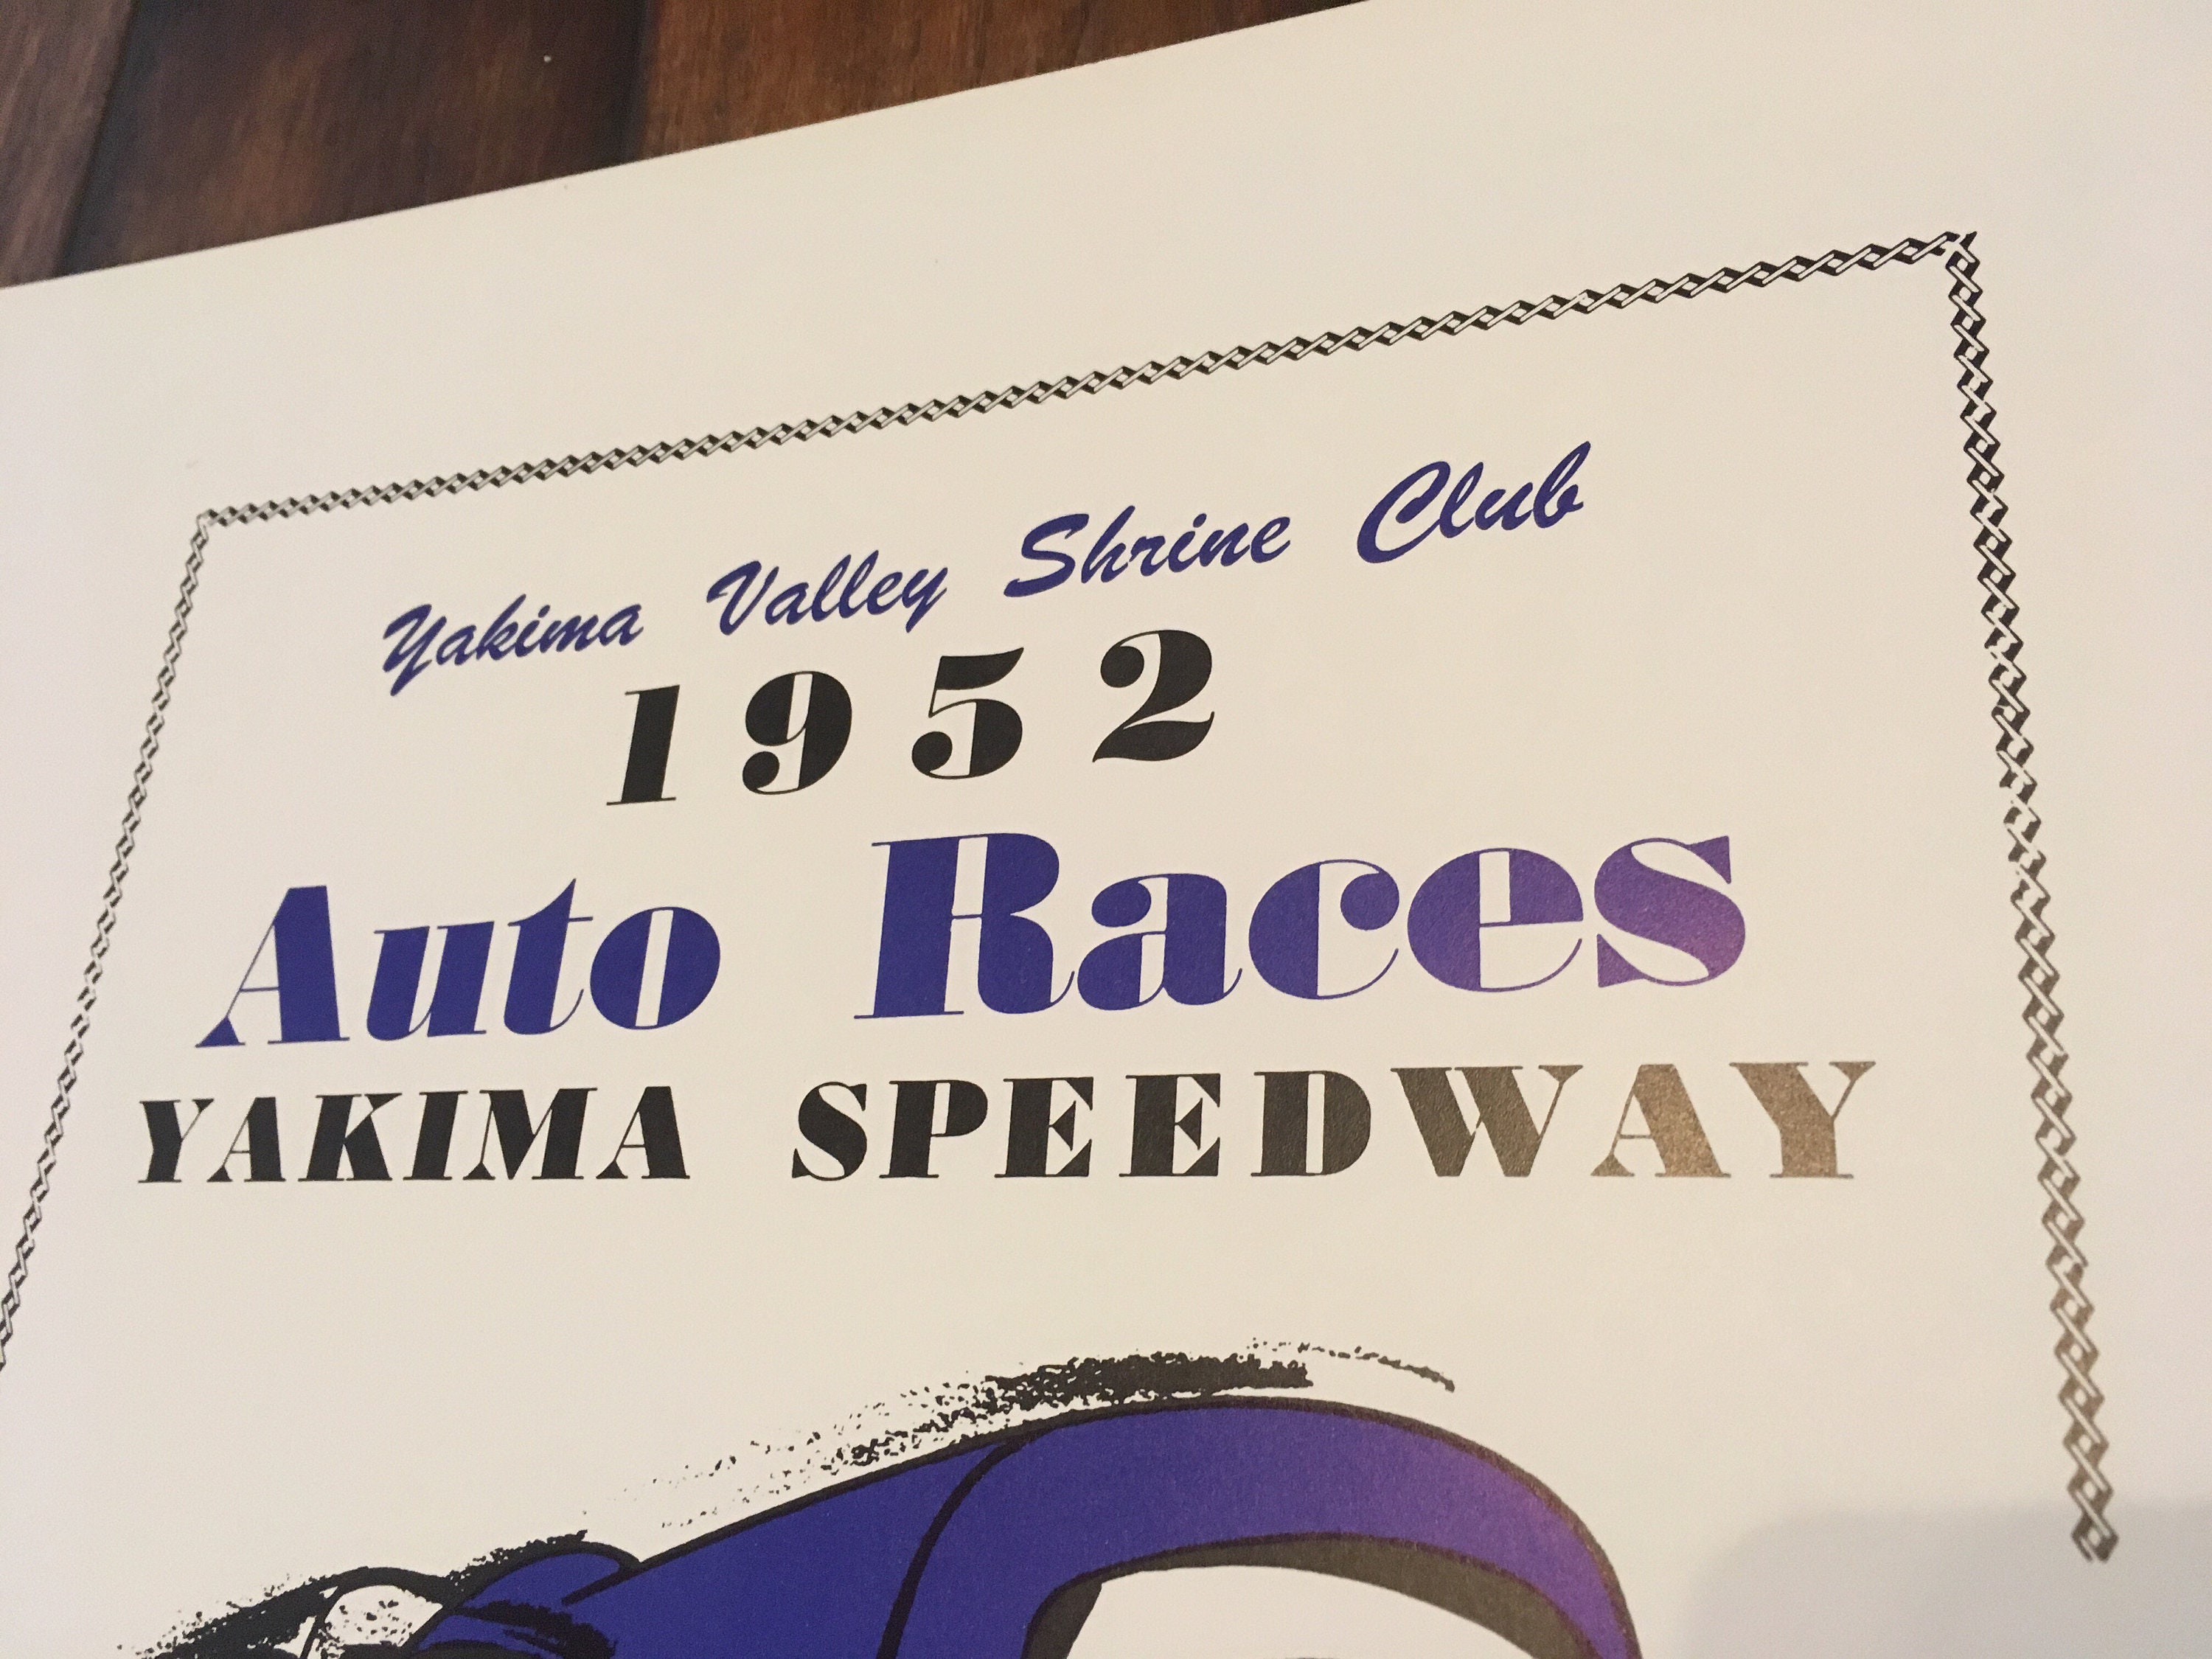 Yakima Valley Shrine Club
1952
Auto Races
YAKIMA SPEEDWAY